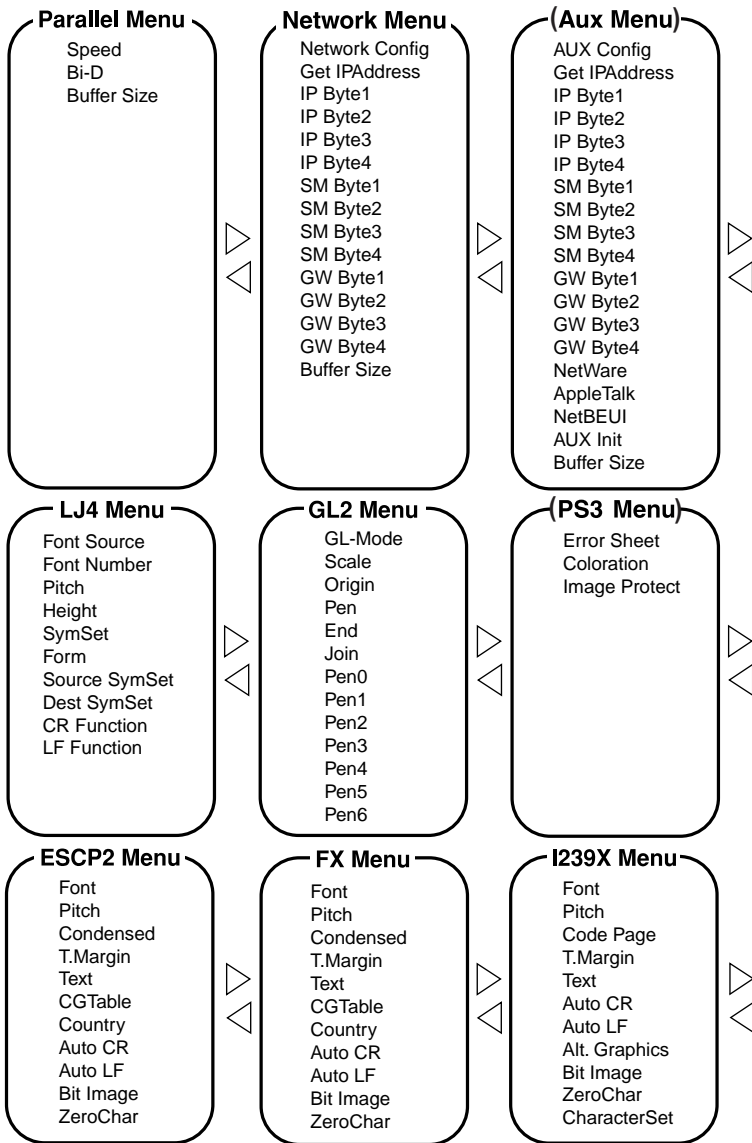 Parallel Menu
Speed
Bi-D
Buffer Size
Network Menu
Network Config
Get IPAddress
IP Byte1
IP Byte2
IP Byte3
IP Byte4
SM Byte1
SM Byte2
SM Byte3
SM Byte4
GW Byte1
GW Byte2
GW Byte3
GW Byte4
Buffer Size
(Aux Menu)
AUX Config
Get IPAddress
IP Byte1
IP Byte2
IP Byte3
IP Byte4
SM Byte1
SM Byte2
SM Byte3
SM Byte4
GW Byte1
GW Byte2
GW Byte3
GW Byte4
NetWare
AppleTalk
NetBEUI
AUX Init
Buffer Size
LJ4 Menu
Font Source
Font Number
Pitch
Height
SymSet
Form
Source SymSet
Dest SymSet
CR Function
LF Function
GL2 Menu
GL-Mode
Scale
Origin
Pen
End
Join
Pen0
Pen1
Pen2
Pen3
Pen4
Pen5
Pen6
(PS3 Menu)
Error Sheet
Coloration
Image Protect
ESCP2 Menu
Font
Pitch
Condensed
T.Margin
Text
CGTable
Country
Auto CR
Auto LF
Bit Image
ZeroChar
FX Menu
Font
Pitch
Condensed
T.Margin
Text
CGTable
Country
Auto CR
Auto LF
Bit Image
ZeroChar
I239X Menu
Font
Pitch
Code Page
T.Margin
Text
Auto CR
Auto LF
Alt. Graphics
Bit Image
ZeroChar
CharacterSet